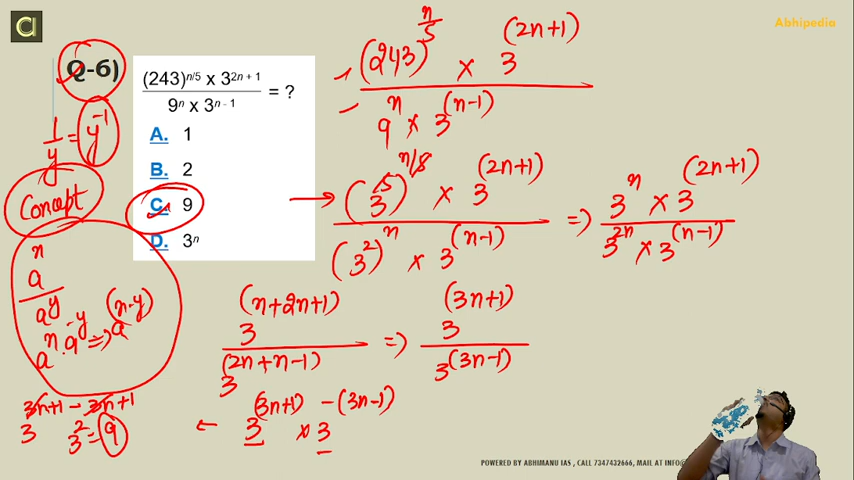 a
Abhipedia
Q-6)
(243)^{n/5} x 3^{2n + 1}
9^n x 3^{n - 1}
= ?
A. 1
B. 2
C. 9
D. 3^n
1/y = y^{-1}
Concept
a^x
a^y
a^x . a^{-y} => a^{(x-y)}
(243)^{n/5} × 3^{(2n+1)}
9^n × 3^{(n-1)}
→ (3^5)^{n/5} × 3^{(2n+1)}
(3^2)^n × 3^{(n-1)}
=> 3^n × 3^{(2n+1)}
3^{2n} × 3^{(n-1)}
3^{(n+2n+1)}
3^{(2n+n-1)}
=> 3^{(3n+1)}
3^{(3n-1)}
← 3^{(3n+1)} × 3^{-(3n-1)}
3^{3n+1-3n+1}
3^2 = 9
POWERED BY ABHIMANU IAS , CALL 7347432666, MAIL AT INFO@